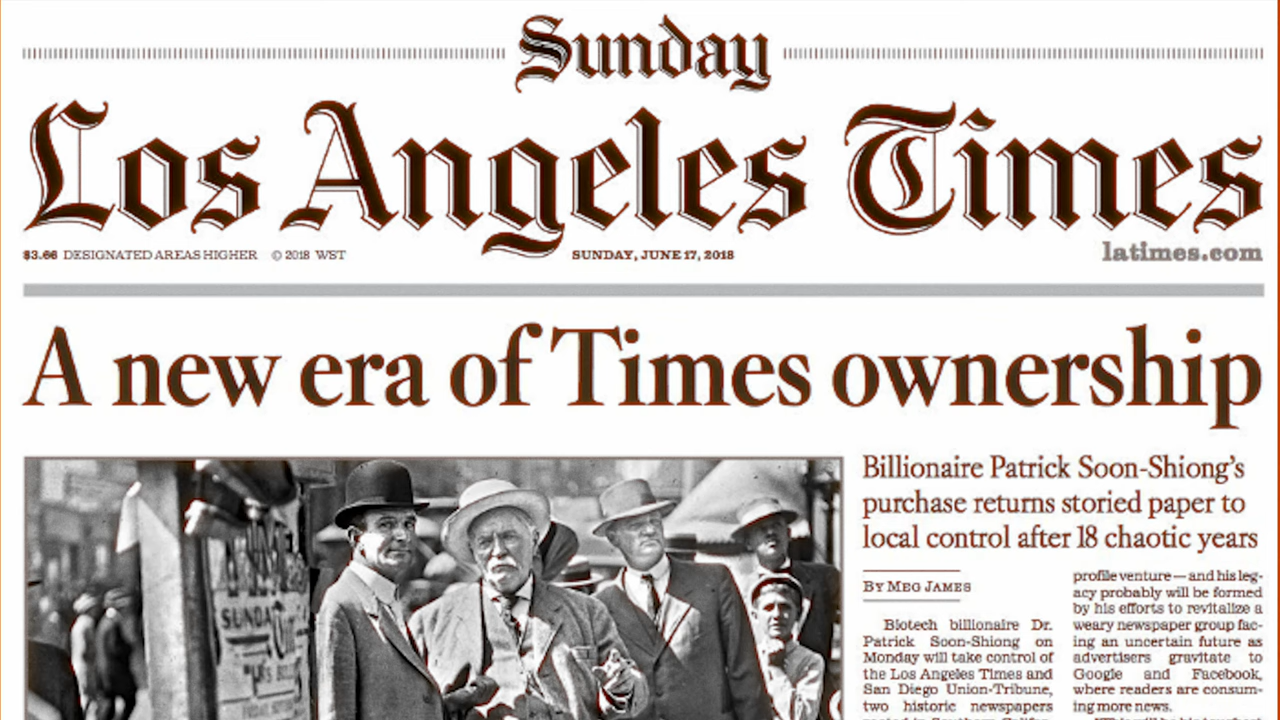 Sunday
Los Angeles Times
$3.66 DESIGNATED AREAS HIGHER © 2018 WST
SUNDAY, JUNE 17, 2018
latimes.com
A new era of Times ownership
Billionaire Patrick Soon-Shiong's
purchase returns storied paper to
local control after 18 chaotic years
BY MEG JAMES
Biotech billionaire Dr.
Patrick Soon-Shiong on
Monday will take control of
the Los Angeles Times and
San Diego Union-Tribune,
two historic newspapers
profile venture — and his leg-
acy probably will be formed
by his efforts to revitalize a
weary newspaper group fac-
ing an uncertain future as
advertisers gravitate to
Google and Facebook,
where readers are consum-
ing more news.
SUNDA